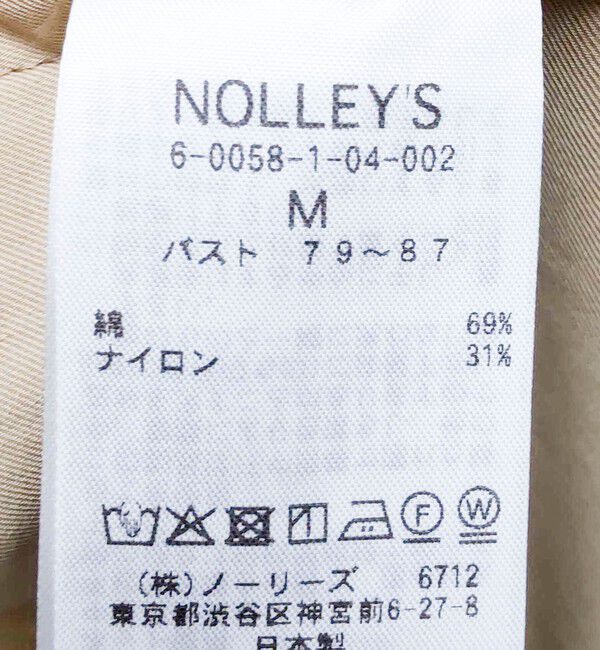 NOLLEY'S
6-0058-1-04-002
M
バスト 79～87
綿 69%
ナイロン 31%
F W
(株)ノーリーズ 6712
東京都渋谷区神宮前6-27-8
日本製